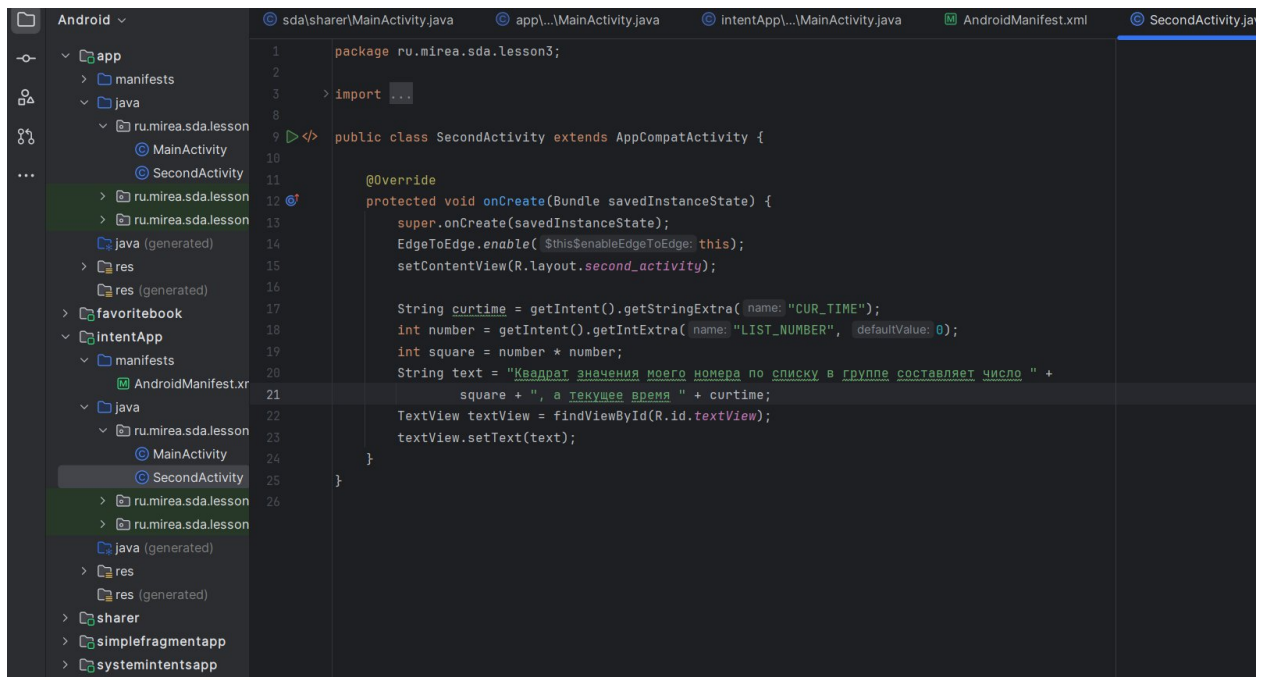 Android
sda\sharer\MainActivity.java
app\...\MainActivity.java
intentApp\...\MainActivity.java
AndroidManifest.xml
SecondActivity.ja
app
manifests
java
ru.mirea.sda.lesson
MainActivity
SecondActivity
ru.mirea.sda.lesson
ru.mirea.sda.lesson
java (generated)
res
res (generated)
favoritebook
intentApp
manifests
AndroidManifest.xr
java
ru.mirea.sda.lesson
MainActivity
SecondActivity
ru.mirea.sda.lesson
ru.mirea.sda.lesson
java (generated)
res
res (generated)
sharer
simplefragmentapp
systemintentsapp
1 package ru.mirea.sda.lesson3;
2
3 import ...
8
9 public class SecondActivity extends AppCompatActivity {
10
11 @Override
12 protected void onCreate(Bundle savedInstanceState) {
13 super.onCreate(savedInstanceState);
14 EdgeToEdge.enable( $this$enableEdgeToEdge: this);
15 setContentView(R.layout.second_activity);
16
17 String curtime = getIntent().getStringExtra( name: "CUR_TIME");
18 int number = getIntent().getIntExtra( name: "LIST_NUMBER", defaultValue: 0);
19 int square = number * number;
20 String text = "Квадрат значения моего номера по списку в группе составляет число " +
21 square + ", а текущее время " + curtime;
22 TextView textView = findViewById(R.id.textView);
23 textView.setText(text);
24 }
25 }
26